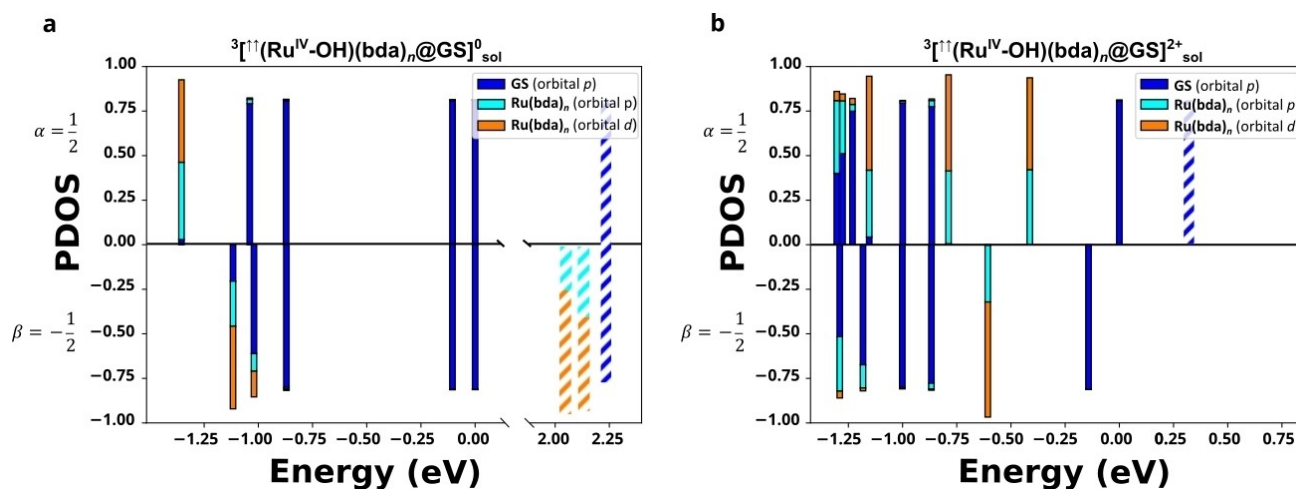 a
³[↑↑(Ruᴵⱽ-OH)(bda)ₙ@GS]⁰sol
1.00
0.75
0.50
0.25
0.00
−0.25
−0.50
−0.75
−1.00
α = 1/2
β = − 1/2
PDOS
GS (orbital p)
Ru(bda)ₙ (orbital p)
Ru(bda)ₙ (orbital d)
−1.25 −1.00 −0.75 −0.50 −0.25 0.00 2.00 2.25
Energy (eV)
b
³[↑↑(Ruᴵⱽ-OH)(bda)ₙ@GS]²⁺sol
1.00
0.75
0.50
0.25
0.00
−0.25
−0.50
−0.75
−1.00
α = 1/2
β = − 1/2
PDOS
GS (orbital p)
Ru(bda)ₙ (orbital p)
Ru(bda)ₙ (orbital d)
−1.25 −1.00 −0.75 −0.50 −0.25 0.00 0.25 0.50 0.75
Energy (eV)